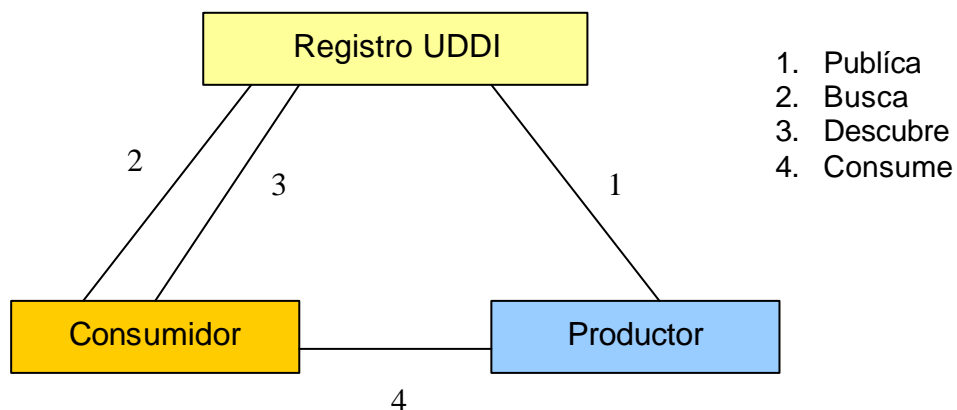 Registro UDDI
1. Publíca
2. Busca
3. Descubre
4. Consume
2
3
1
Consumidor
Productor
4